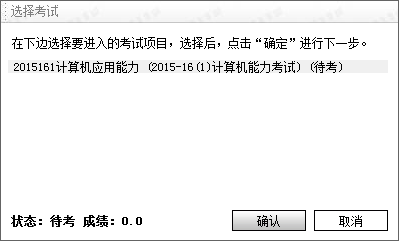 选择考试
在下边选择要进入的考试项目，选择后，点击“确定”进行下一步。
2015161计算机应用能力 (2015-16(1)计算机能力考试) (待考)
状态：待考 成绩：0.0
确认 取消